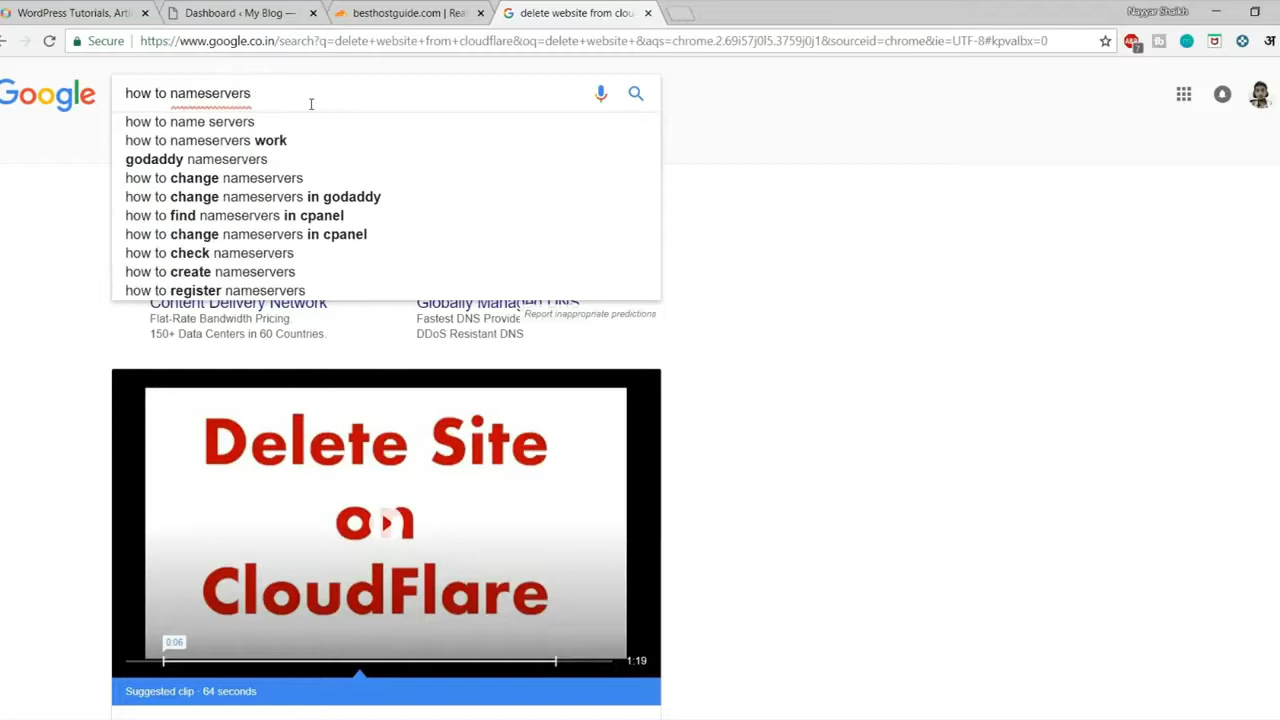 WordPress Tutorials, Arti
Dashboard ‹ My Blog —
besthostguide.com | Rea
delete website from clou
Nayyar Shaikh
Secure
https://www.google.co.in/search?q=delete+website+from+cloudflare&oq=delete+website+&aqs=chrome.2.69i57j0l5.3759j0j1&sourceid=chrome&ie=UTF-8#kpvalbx=0
7
अ
Google
how to nameservers
how to name servers
how to nameservers work
godaddy nameservers
how to change nameservers
how to change nameservers in godaddy
how to find nameservers in cpanel
how to change nameservers in cpanel
how to check nameservers
how to create nameservers
how to register nameservers
Report inappropriate predictions
Content Delivery Network
Flat-Rate Bandwidth Pricing.
150+ Data Centers in 60 Countries.
Globally Manag DNS
Fastest DNS Provide
DDoS Resistant DNS
Delete Site
on
CloudFlare
0:06
1:19
Suggested clip · 64 seconds